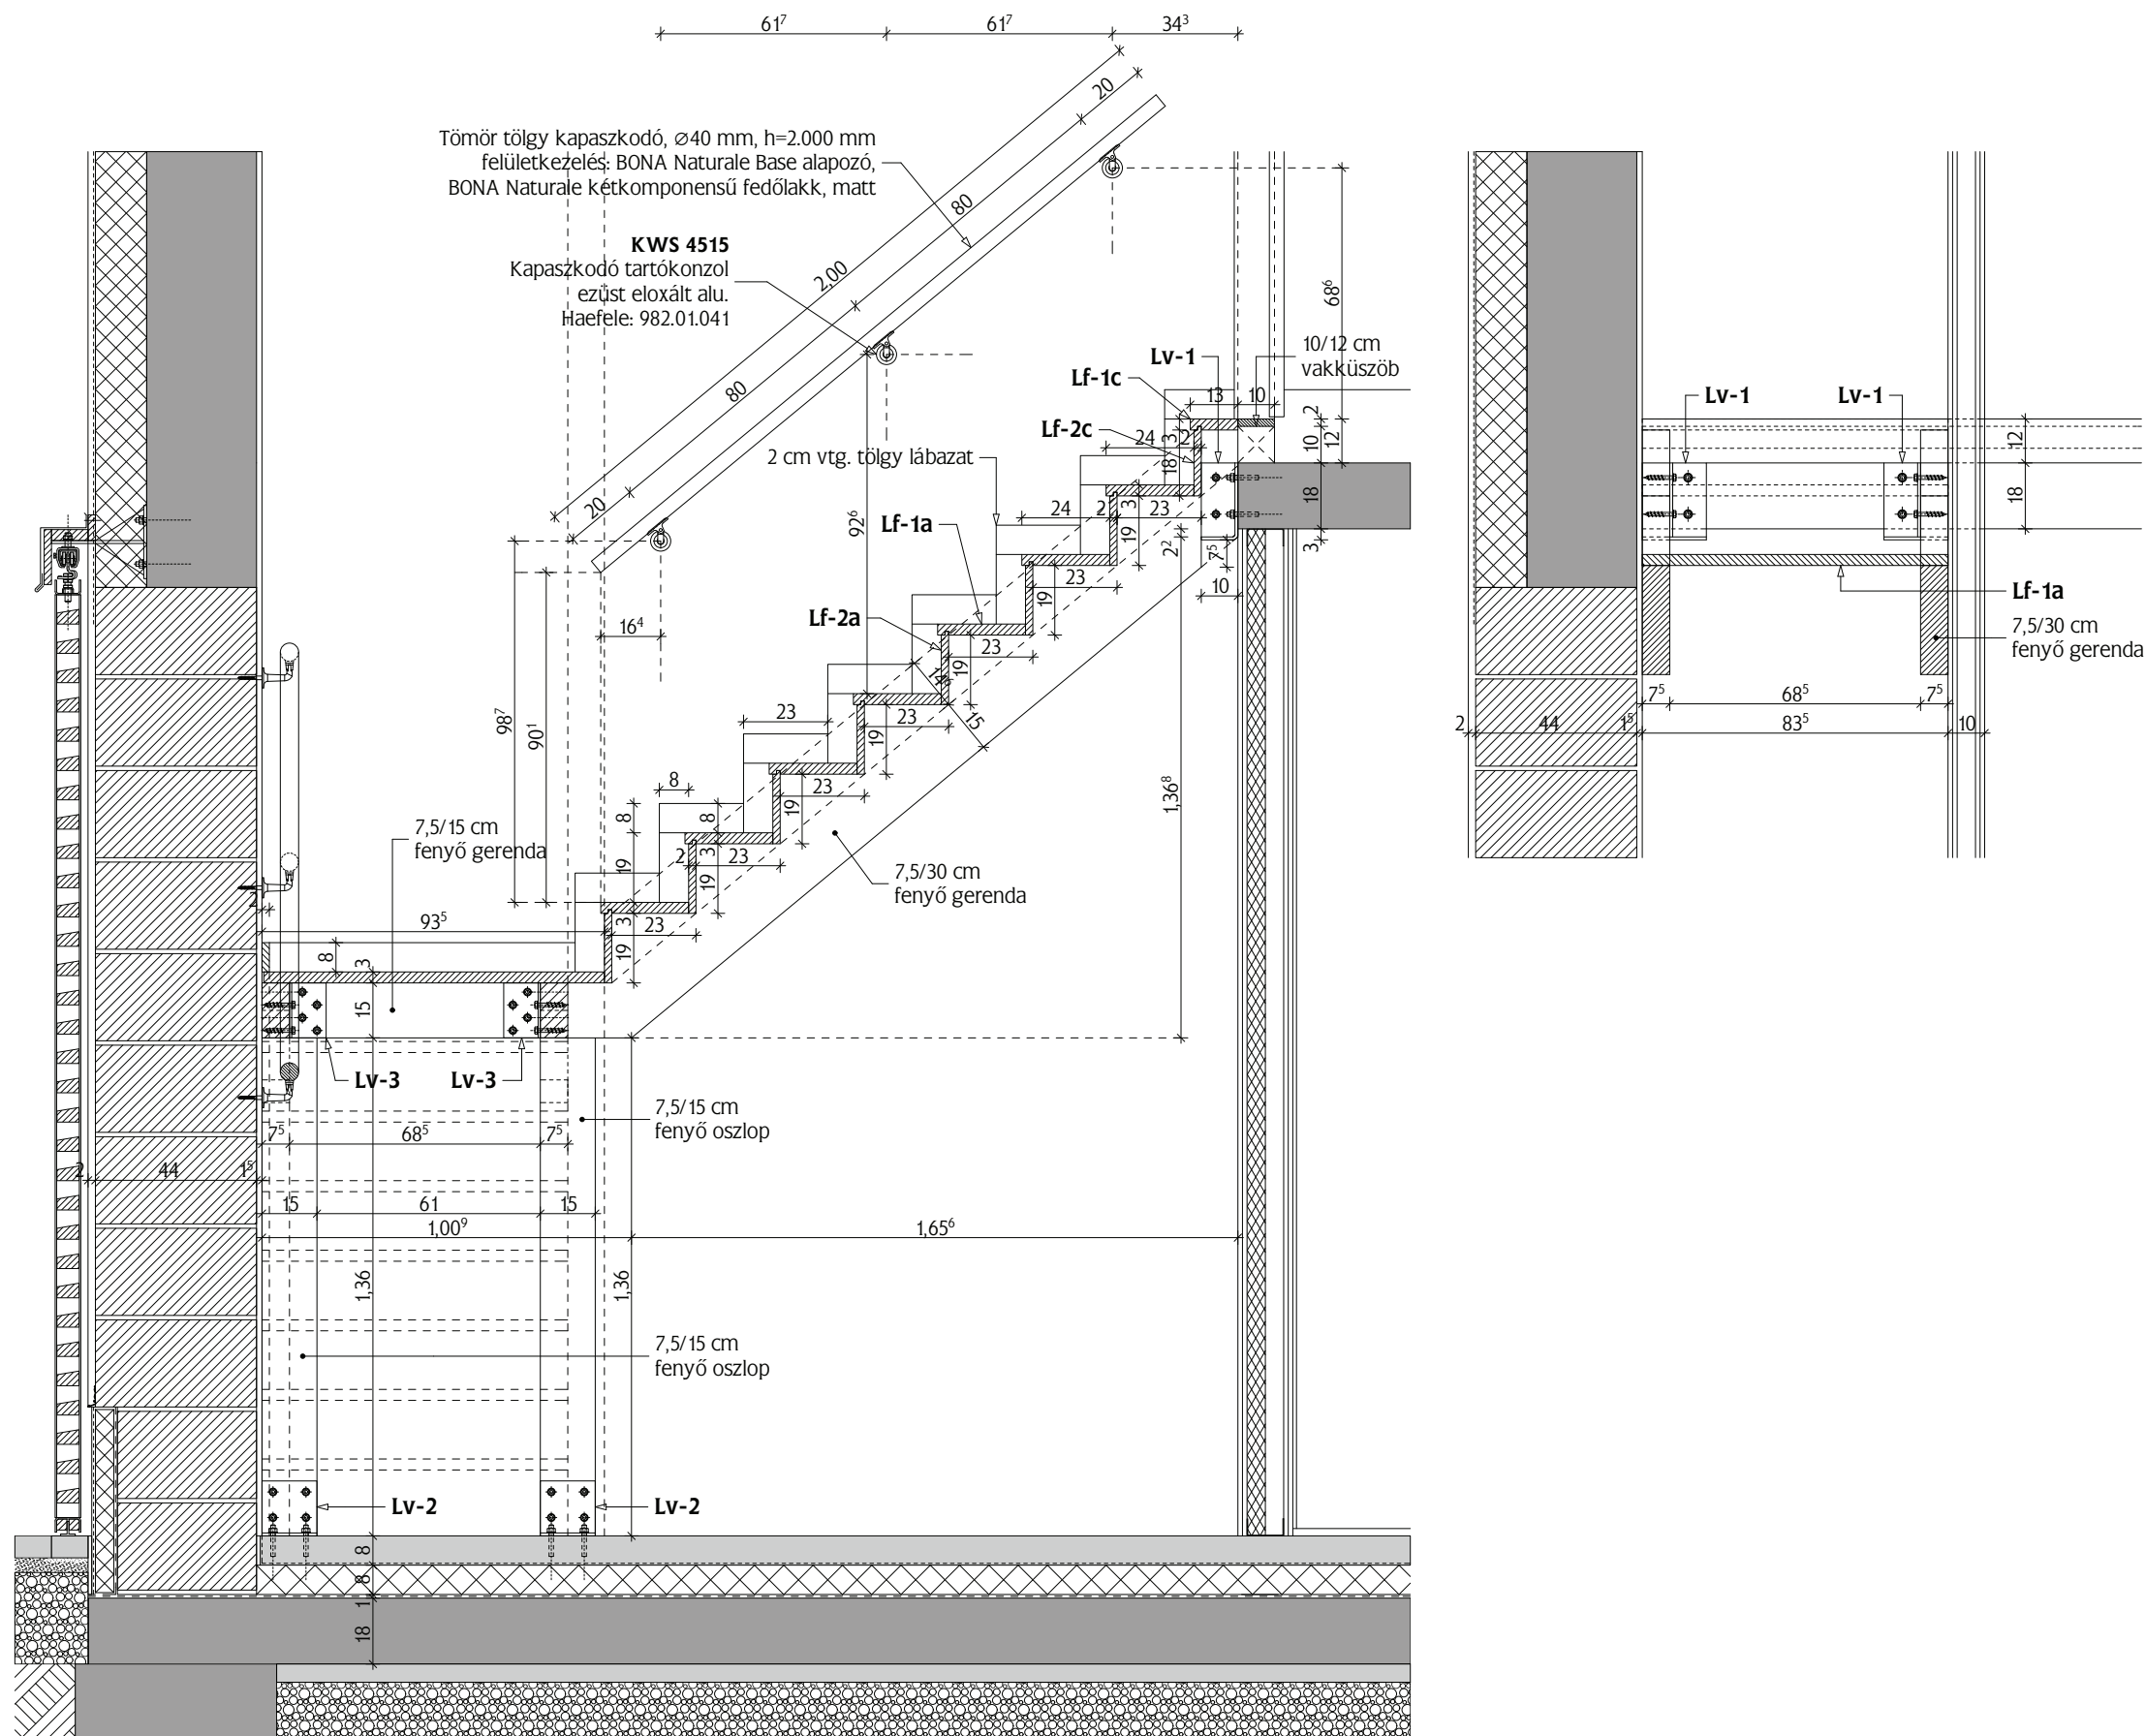 61⁷ 61⁷ 34³
20
Tömör tölgy kapaszkodó, ⌀40 mm, h=2.000 mm
felületkezelés: BONA Naturale Base alapozó,
BONA Naturale kétkomponensű fedőlakk, matt
80
KWS 4515
Kapaszkodó tartókonzol
ezüst eloxált alu.
Haefele: 982.01.041
2,00
68⁶
80
20
Lv-1
10/12 cm
vakküszöb
Lf-1c
13 10 2
Lf-2c
24 2 3 18
10 12
2 cm vtg. tölgy lábazat
18
24 2 3 23
19
92⁶
Lf-1a
2² 7⁵ 3
23
19
10
Lf-2a
16⁴
23
19
14⁵
15
98⁷
90¹
23
23
19
1,36⁸
8
23
19
8 8
19
2 3 23
19
7,5/15 cm
fenyő gerenda
7,5/30 cm
fenyő gerenda
2
93⁵
3 23
19
8 3
15
Lv-3 Lv-3
7,5/15 cm
fenyő oszlop
7⁵ 68⁵ 7⁵
2 44 1⁵
15 61 15
1,00⁹ 1,65⁶
1,36 1,36
7,5/15 cm
fenyő oszlop
Lv-2 Lv-2
8
8
1
18
Lv-1 Lv-1
12
18
Lf-1a
7,5/30 cm
fenyő gerenda
7⁵ 68⁵ 7⁵
2 44 1⁵ 83⁵ 10